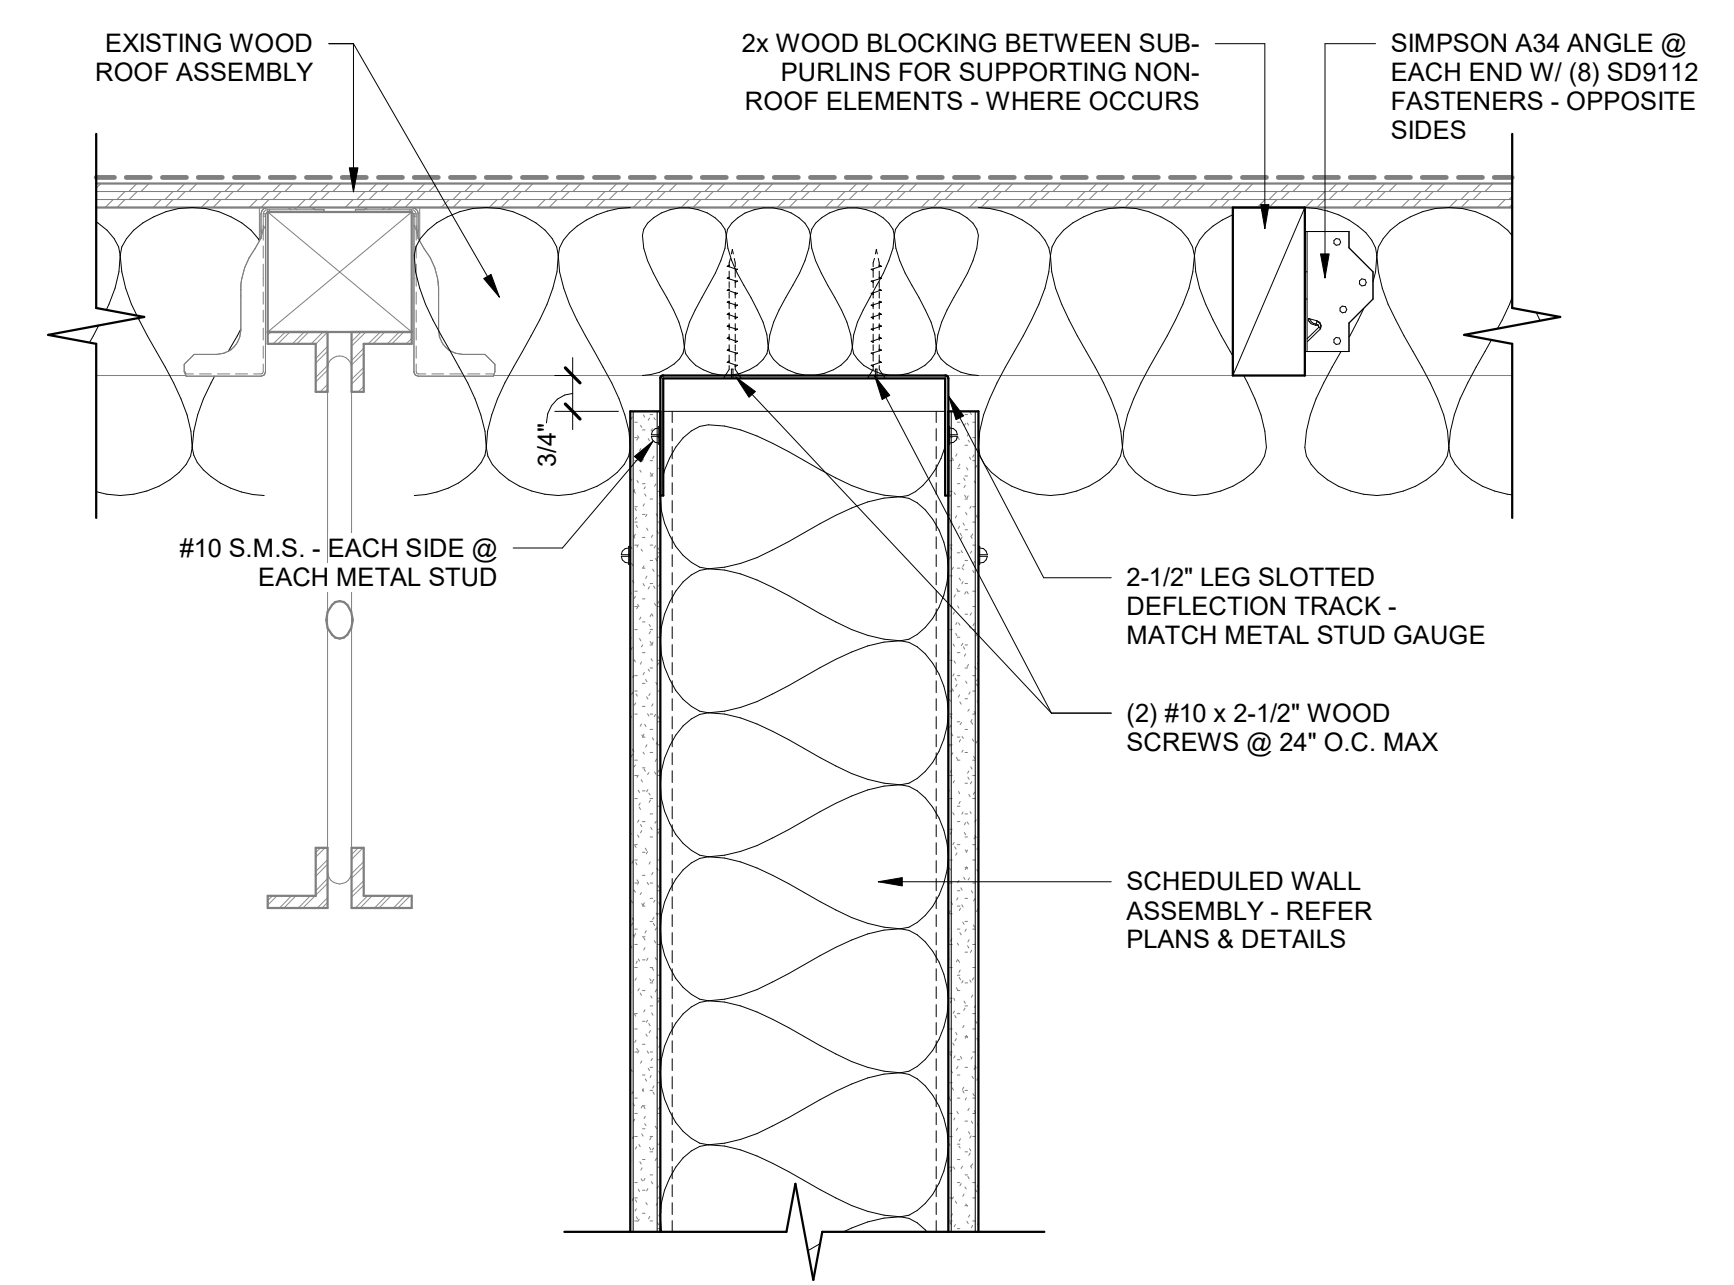 EXISTING WOOD
ROOF ASSEMBLY
2x WOOD BLOCKING BETWEEN SUB-
PURLINS FOR SUPPORTING NON-
ROOF ELEMENTS - WHERE OCCURS
SIMPSON A34 ANGLE @
EACH END W/ (8) SD9112
FASTENERS - OPPOSITE
SIDES
3/4"
#10 S.M.S. - EACH SIDE @
EACH METAL STUD
2-1/2" LEG SLOTTED
DEFLECTION TRACK -
MATCH METAL STUD GAUGE
(2) #10 x 2-1/2" WOOD
SCREWS @ 24" O.C. MAX
SCHEDULED WALL
ASSEMBLY - REFER
PLANS & DETAILS